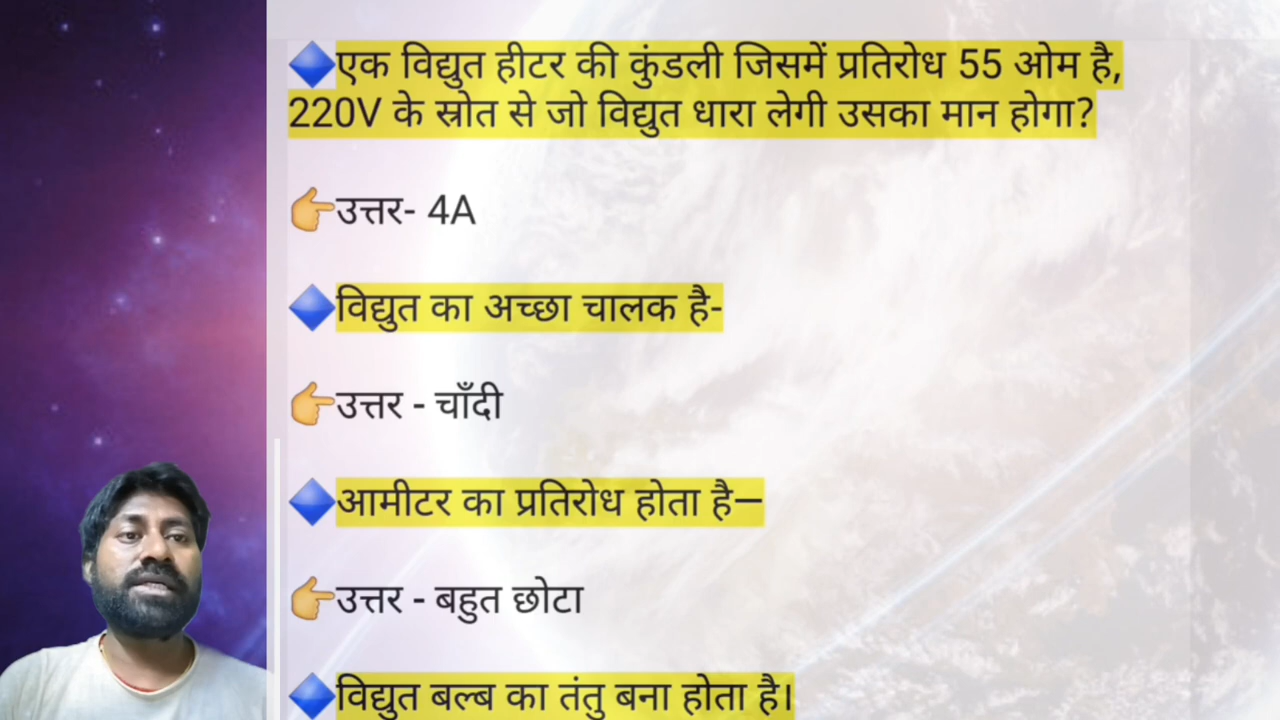 🔷एक विद्युत हीटर की कुंडली जिसमें प्रतिरोध 55 ओम है,
220V के स्रोत से जो विद्युत धारा लेगी उसका मान होगा?
👉उत्तर- 4A
🔷विद्युत का अच्छा चालक है-
👉उत्तर - चाँदी
🔷आमीटर का प्रतिरोध होता है—
👉उत्तर - बहुत छोटा
🔷विद्युत बल्ब का तंतु बना होता है।